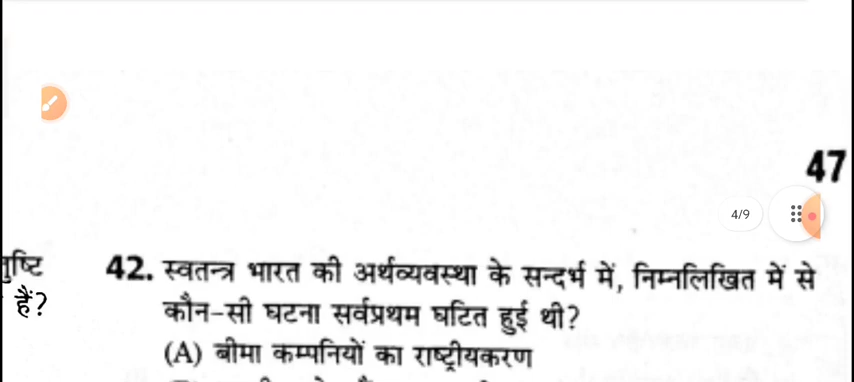 47
4/9
ुष्टि
हैं?
42. स्वतन्त्र भारत की अर्थव्यवस्था के सन्दर्भ में, निम्नलिखित में से
कौन-सी घटना सर्वप्रथम घटित हुई थी?
(A) बीमा कम्पनियों का राष्ट्रीयकरण